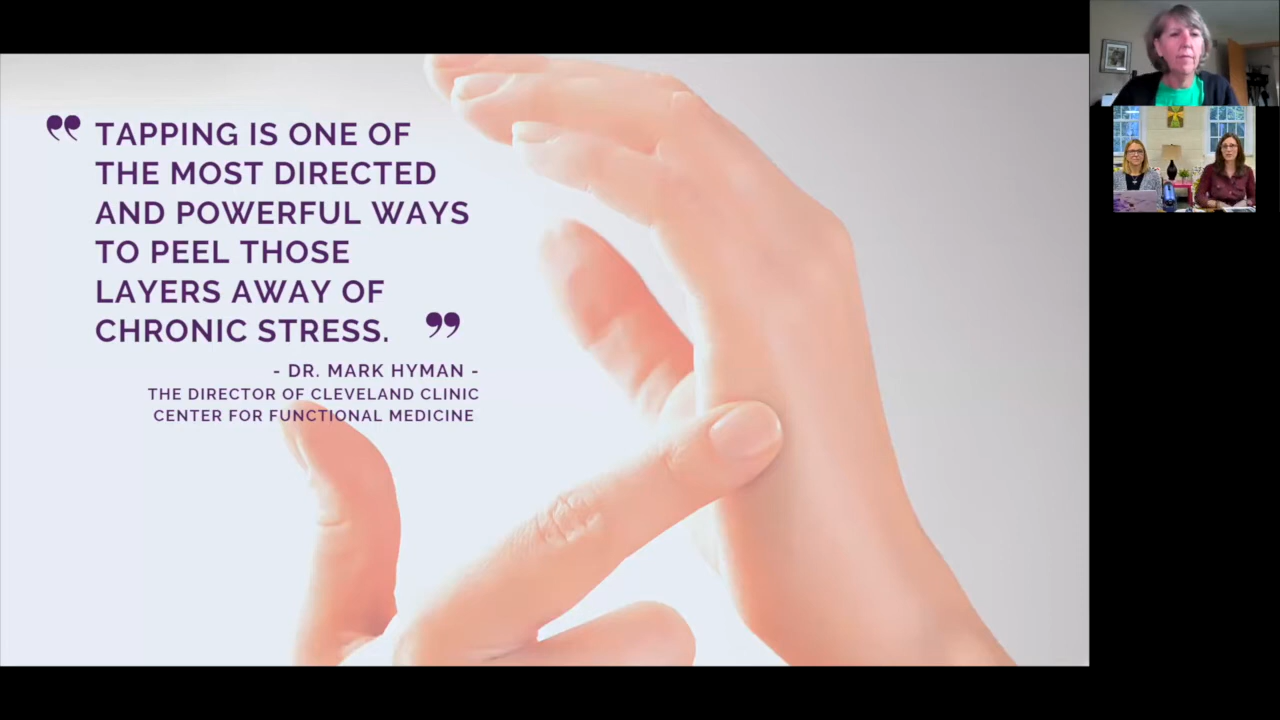 “ TAPPING IS ONE OF
THE MOST DIRECTED
AND POWERFUL WAYS
TO PEEL THOSE
LAYERS AWAY OF
CHRONIC STRESS. ”
- DR. MARK HYMAN -
THE DIRECTOR OF CLEVELAND CLINIC
CENTER FOR FUNCTIONAL MEDICINE